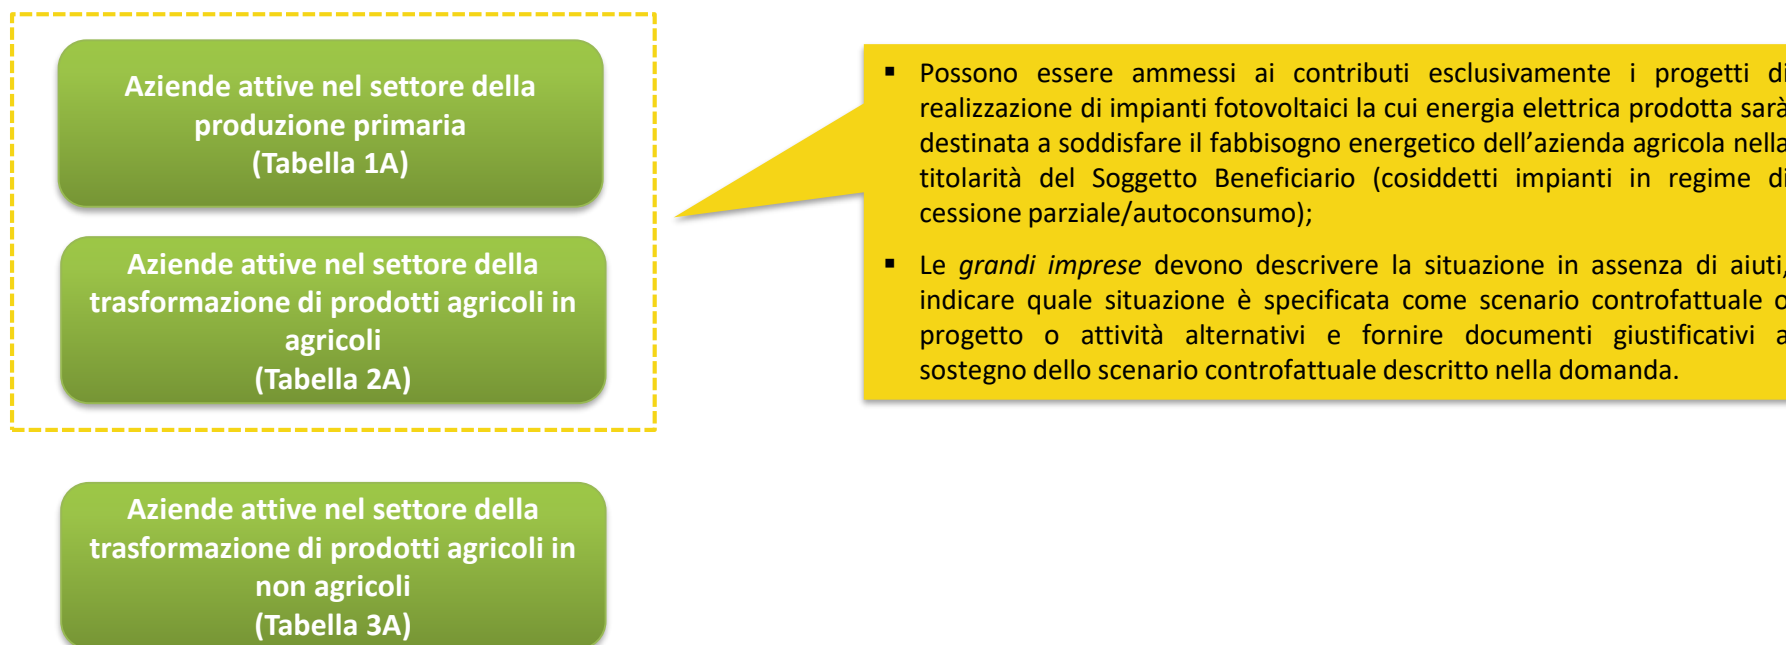 Aziende attive nel settore della
produzione primaria
(Tabella 1A)
Aziende attive nel settore della
trasformazione di prodotti agricoli in
agricoli
(Tabella 2A)
Aziende attive nel settore della
trasformazione di prodotti agricoli in
non agricoli
(Tabella 3A)
▪ Possono essere ammessi ai contributi esclusivamente i progetti di
realizzazione di impianti fotovoltaici la cui energia elettrica prodotta sarà
destinata a soddisfare il fabbisogno energetico dell’azienda agricola nella
titolarità del Soggetto Beneficiario (cosiddetti impianti in regime di
cessione parziale/autoconsumo);
▪ Le grandi imprese devono descrivere la situazione in assenza di aiuti,
indicare quale situazione è specificata come scenario controfattuale o
progetto o attività alternativi e fornire documenti giustificativi a
sostegno dello scenario controfattuale descritto nella domanda.